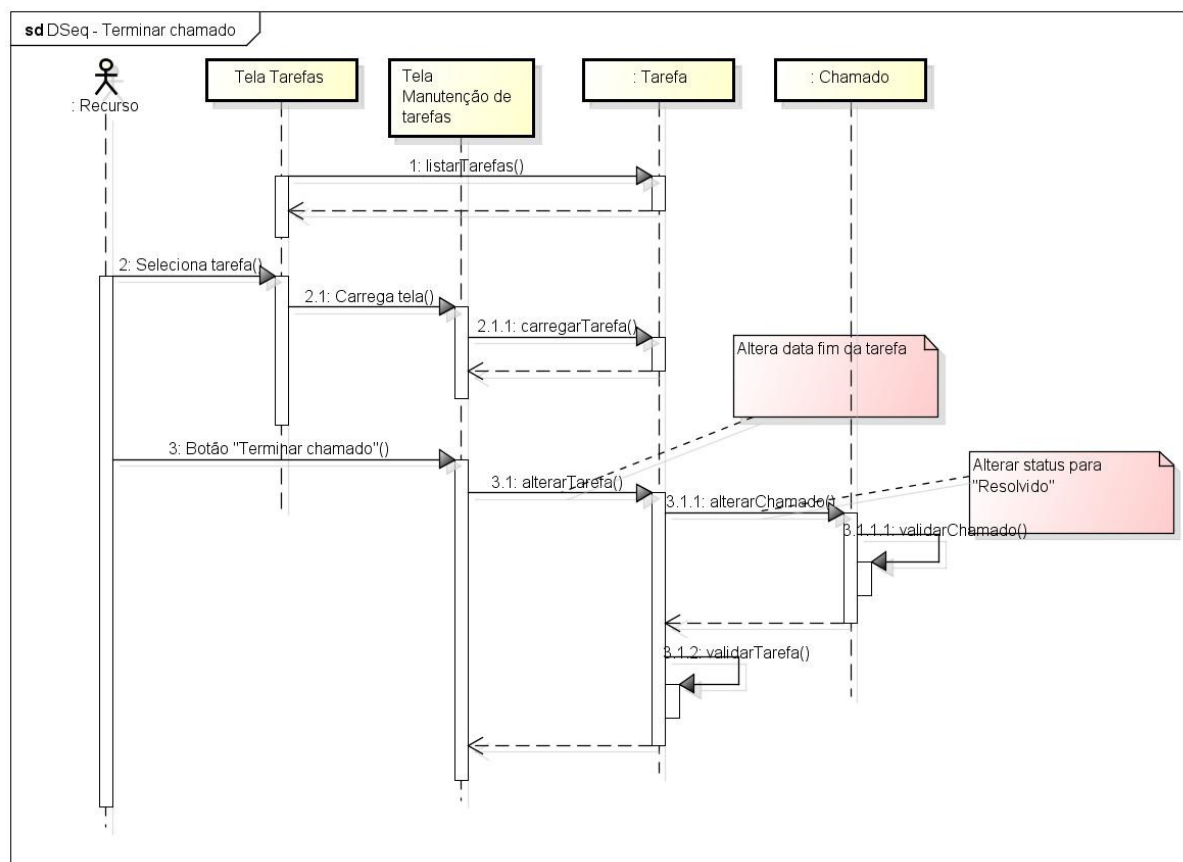 sd DSeq - Terminar chamado
: Recurso
Tela Tarefas
Tela
Manutenção de
tarefas
: Tarefa
: Chamado
1: listarTarefas()
2: Seleciona tarefa()
2.1: Carrega tela()
2.1.1: carregarTarefa()
Altera data fim da tarefa
3: Botão "Terminar chamado"()
3.1: alterarTarefa()
Alterar status para
"Resolvido"
3.1.1: alterarChamado()
3.1.1.1: validarChamado()
3.1.2: validarTarefa()